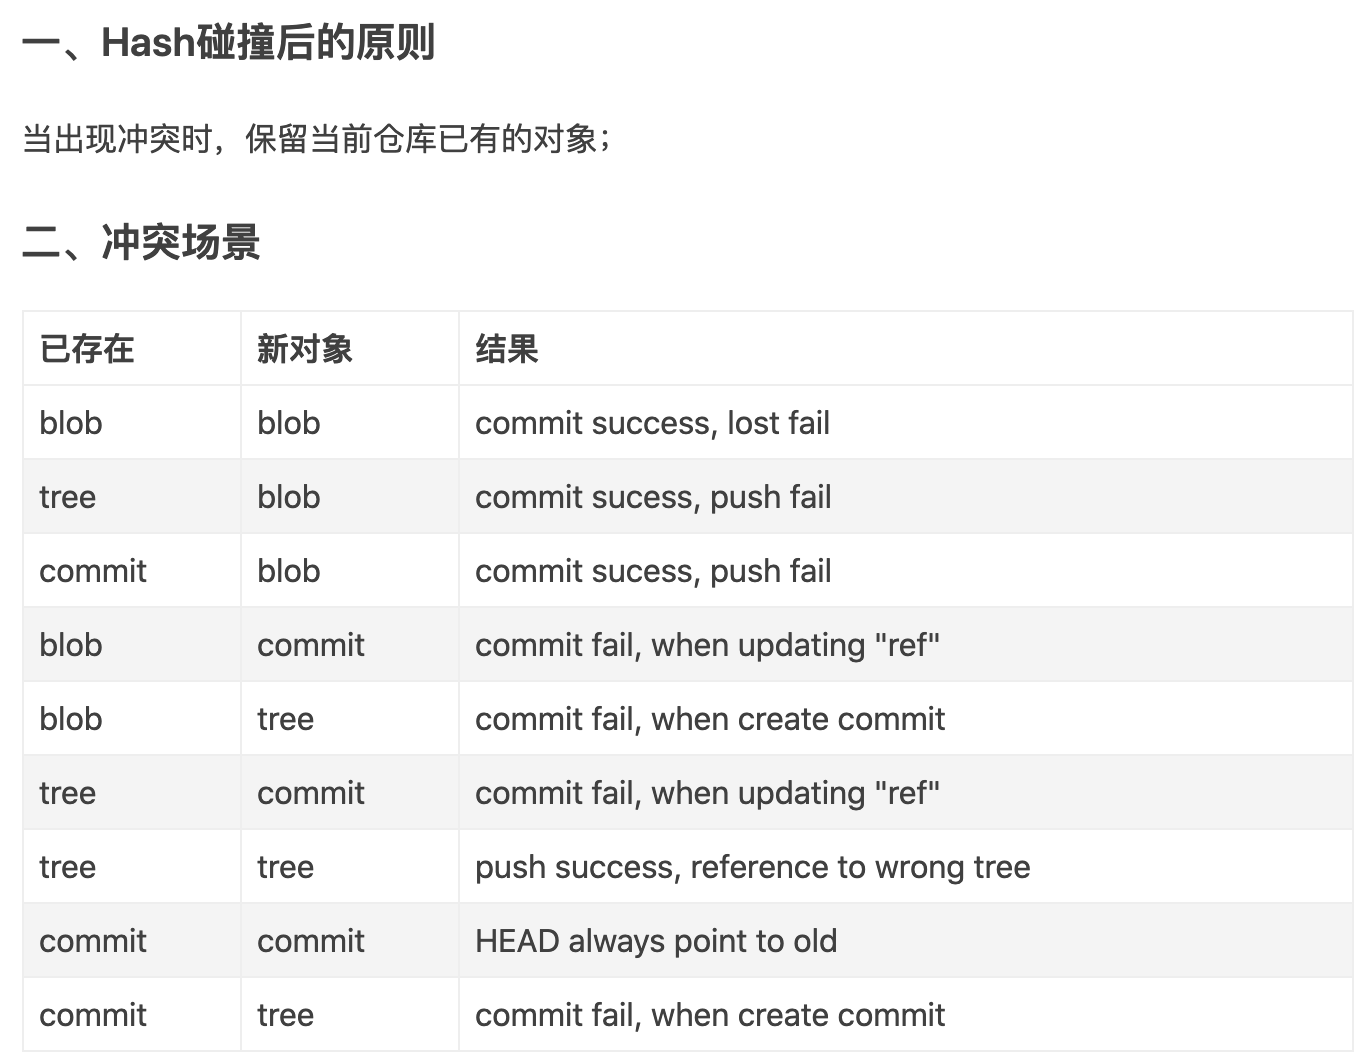 一、Hash碰撞后的原则
当出现冲突时，保留当前仓库已有的对象；
二、冲突场景
已存在 新对象 结果
blob blob commit success, lost fail
tree blob commit sucess, push fail
commit blob commit sucess, push fail
blob commit commit fail, when updating "ref"
blob tree commit fail, when create commit
tree commit commit fail, when updating "ref"
tree tree push success, reference to wrong tree
commit commit HEAD always point to old
commit tree commit fail, when create commit